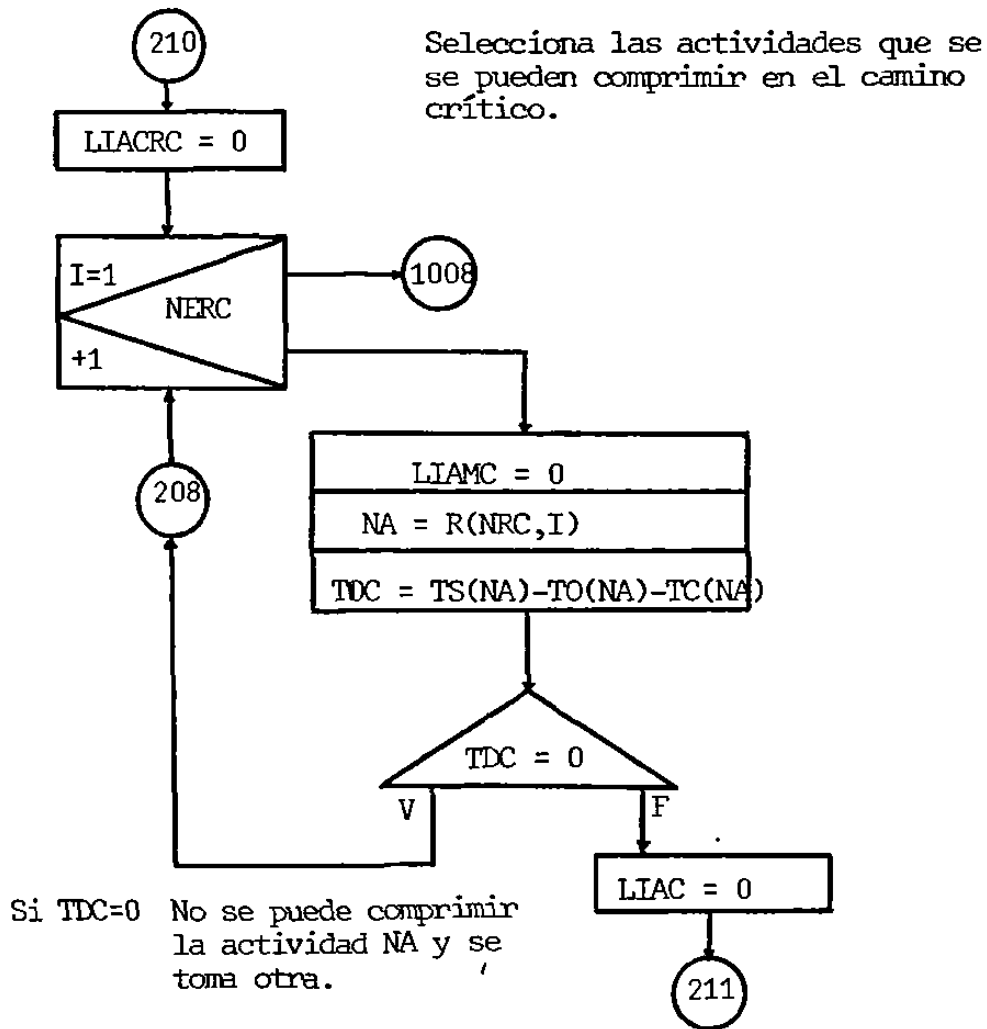 210
Selecciona las actividades que se
se pueden comprimir en el camino
crítico.
LIACRC = 0
I=1
NERC
+1
1008
208
LIAMC = 0
NA = R(NRC,I)
TDC = TS(NA)-TO(NA)-TC(NA)
TDC = 0
V
F
LIAC = 0
Si TDC=0 No se puede comprimir
la actividad NA y se
toma otra.
211